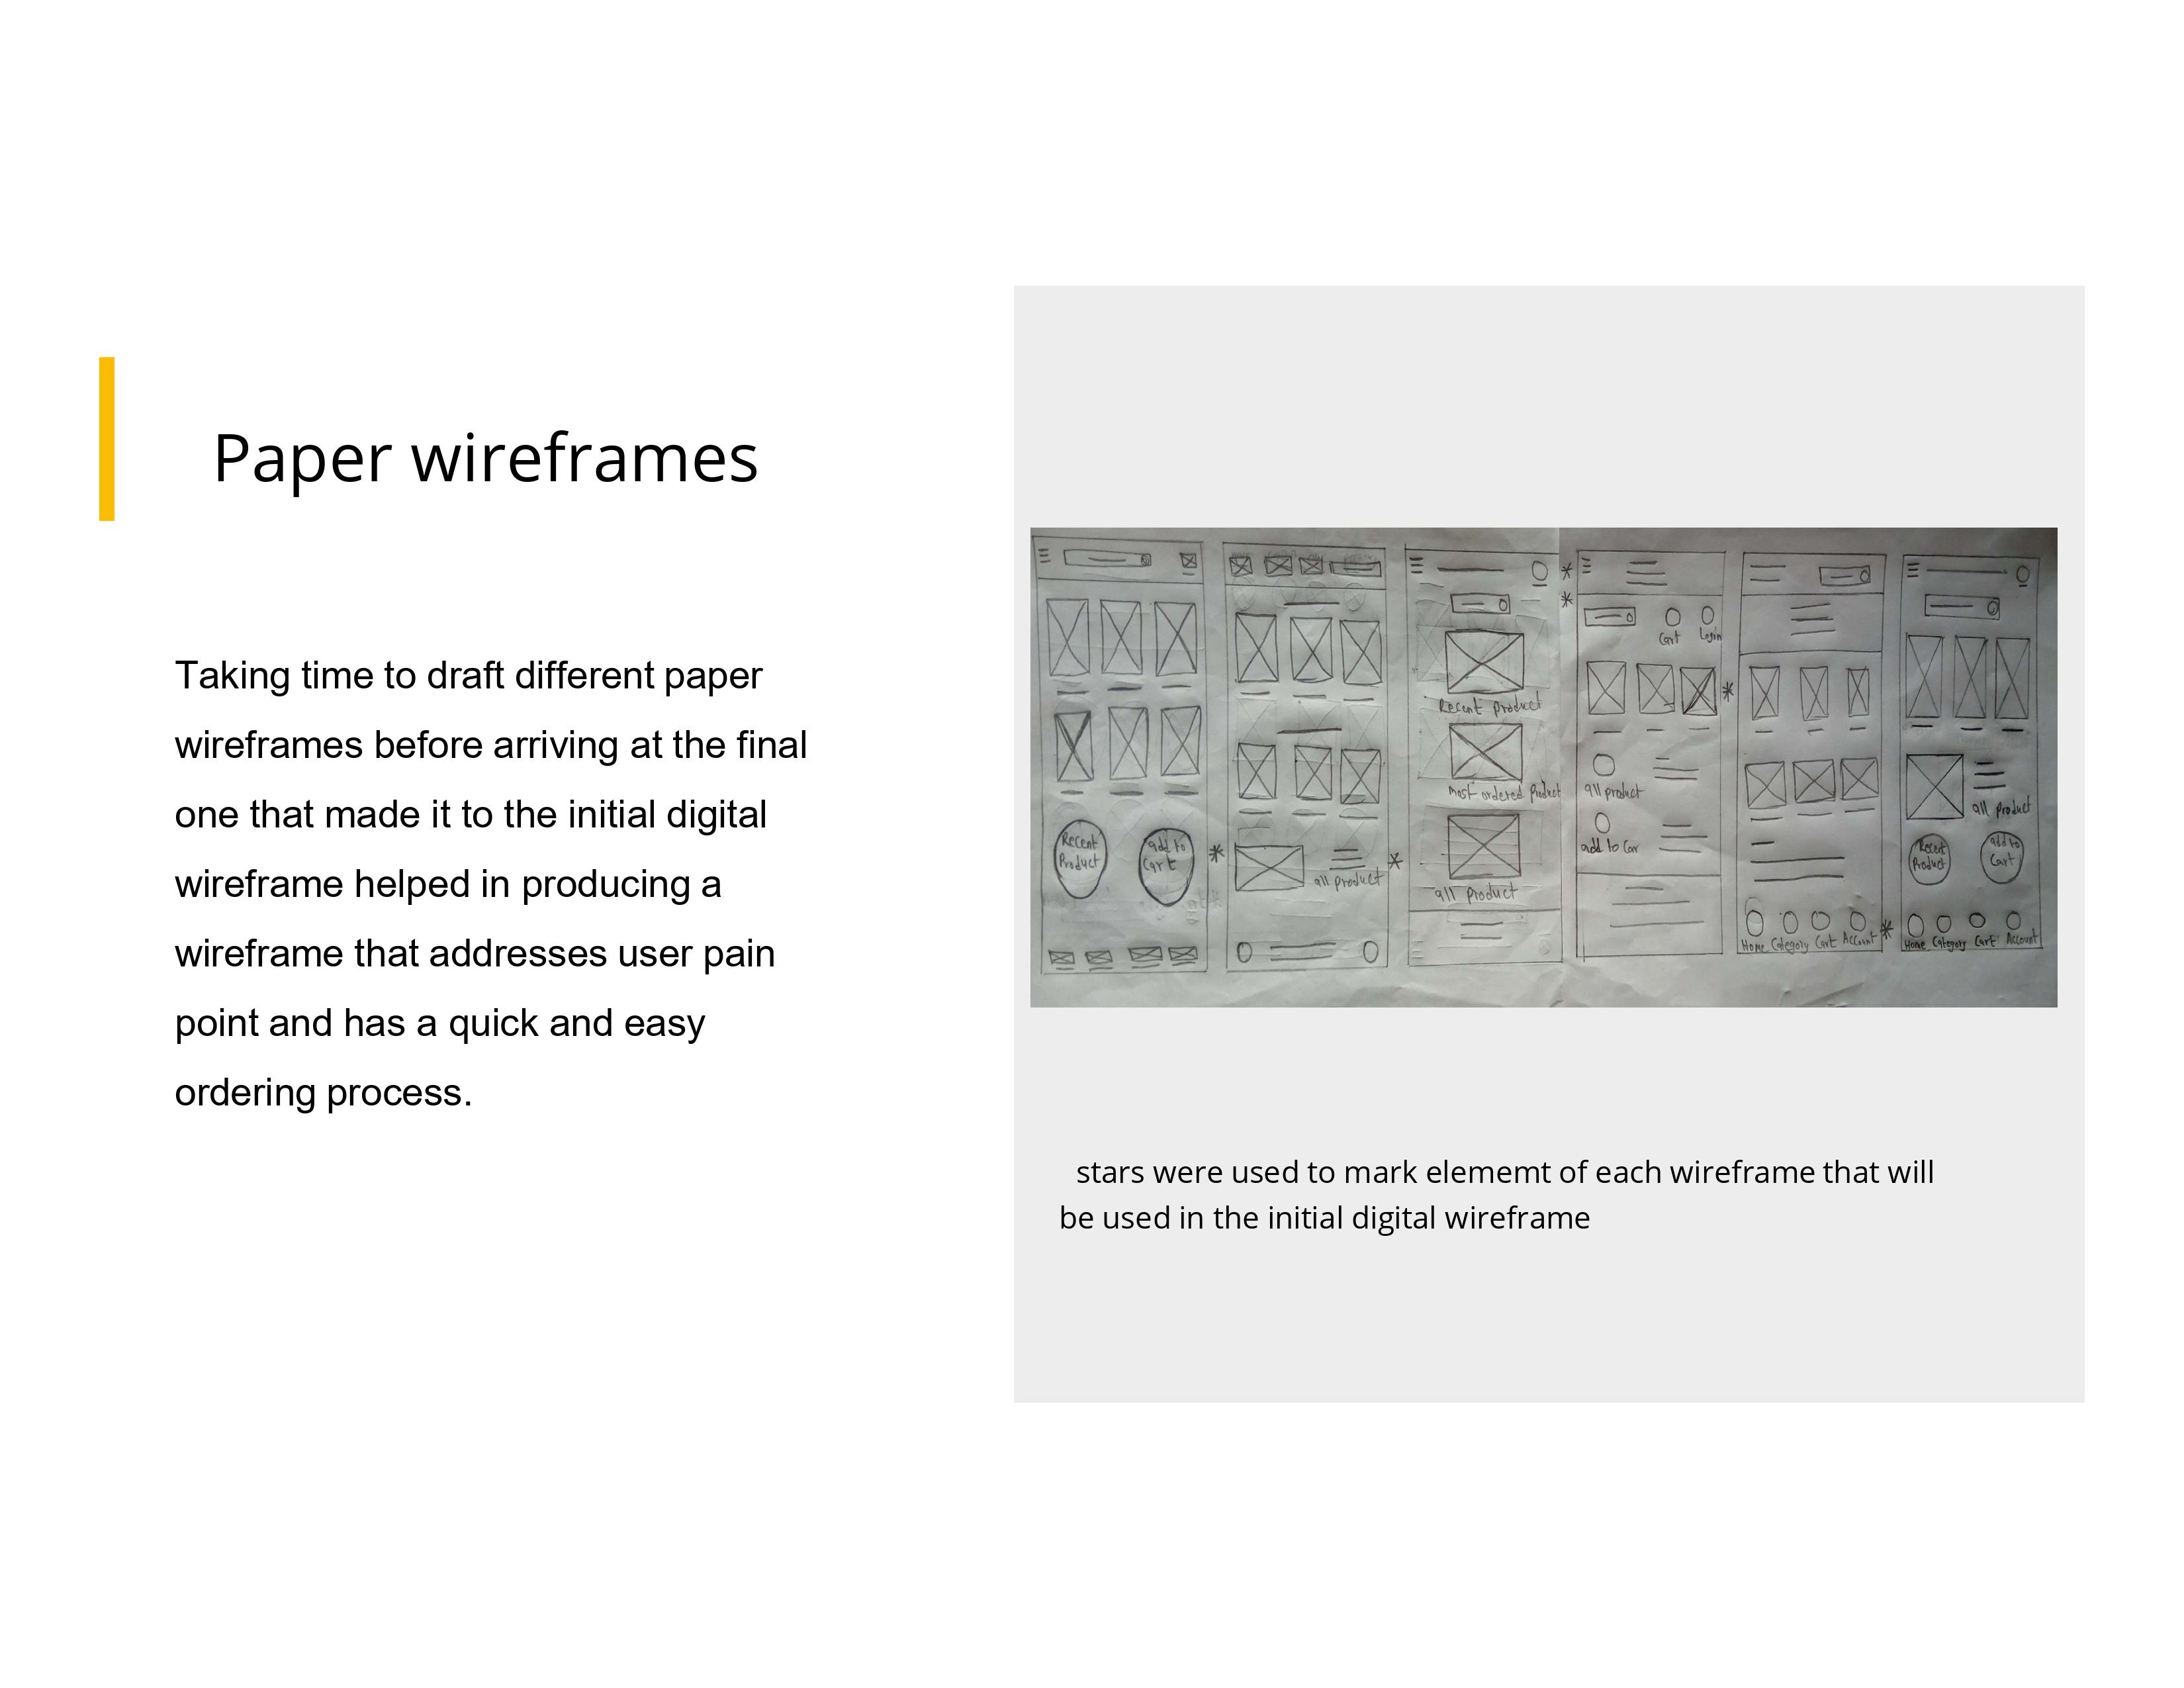 Paper wireframes
Taking time to draft different paper
wireframes before arriving at the final
one that made it to the initial digital
wireframe helped in producing a
wireframe that addresses user pain
point and has a quick and easy
ordering process.
Recent
Product
add to
Cart
all product
Recent product
most ordered product
all product
Cart Login
all product
add to Car
Home Category Cart Account
all product
Recent
Product
add to
Cart
Home Category Cart Account
stars were used to mark elememt of each wireframe that will
be used in the initial digital wireframe